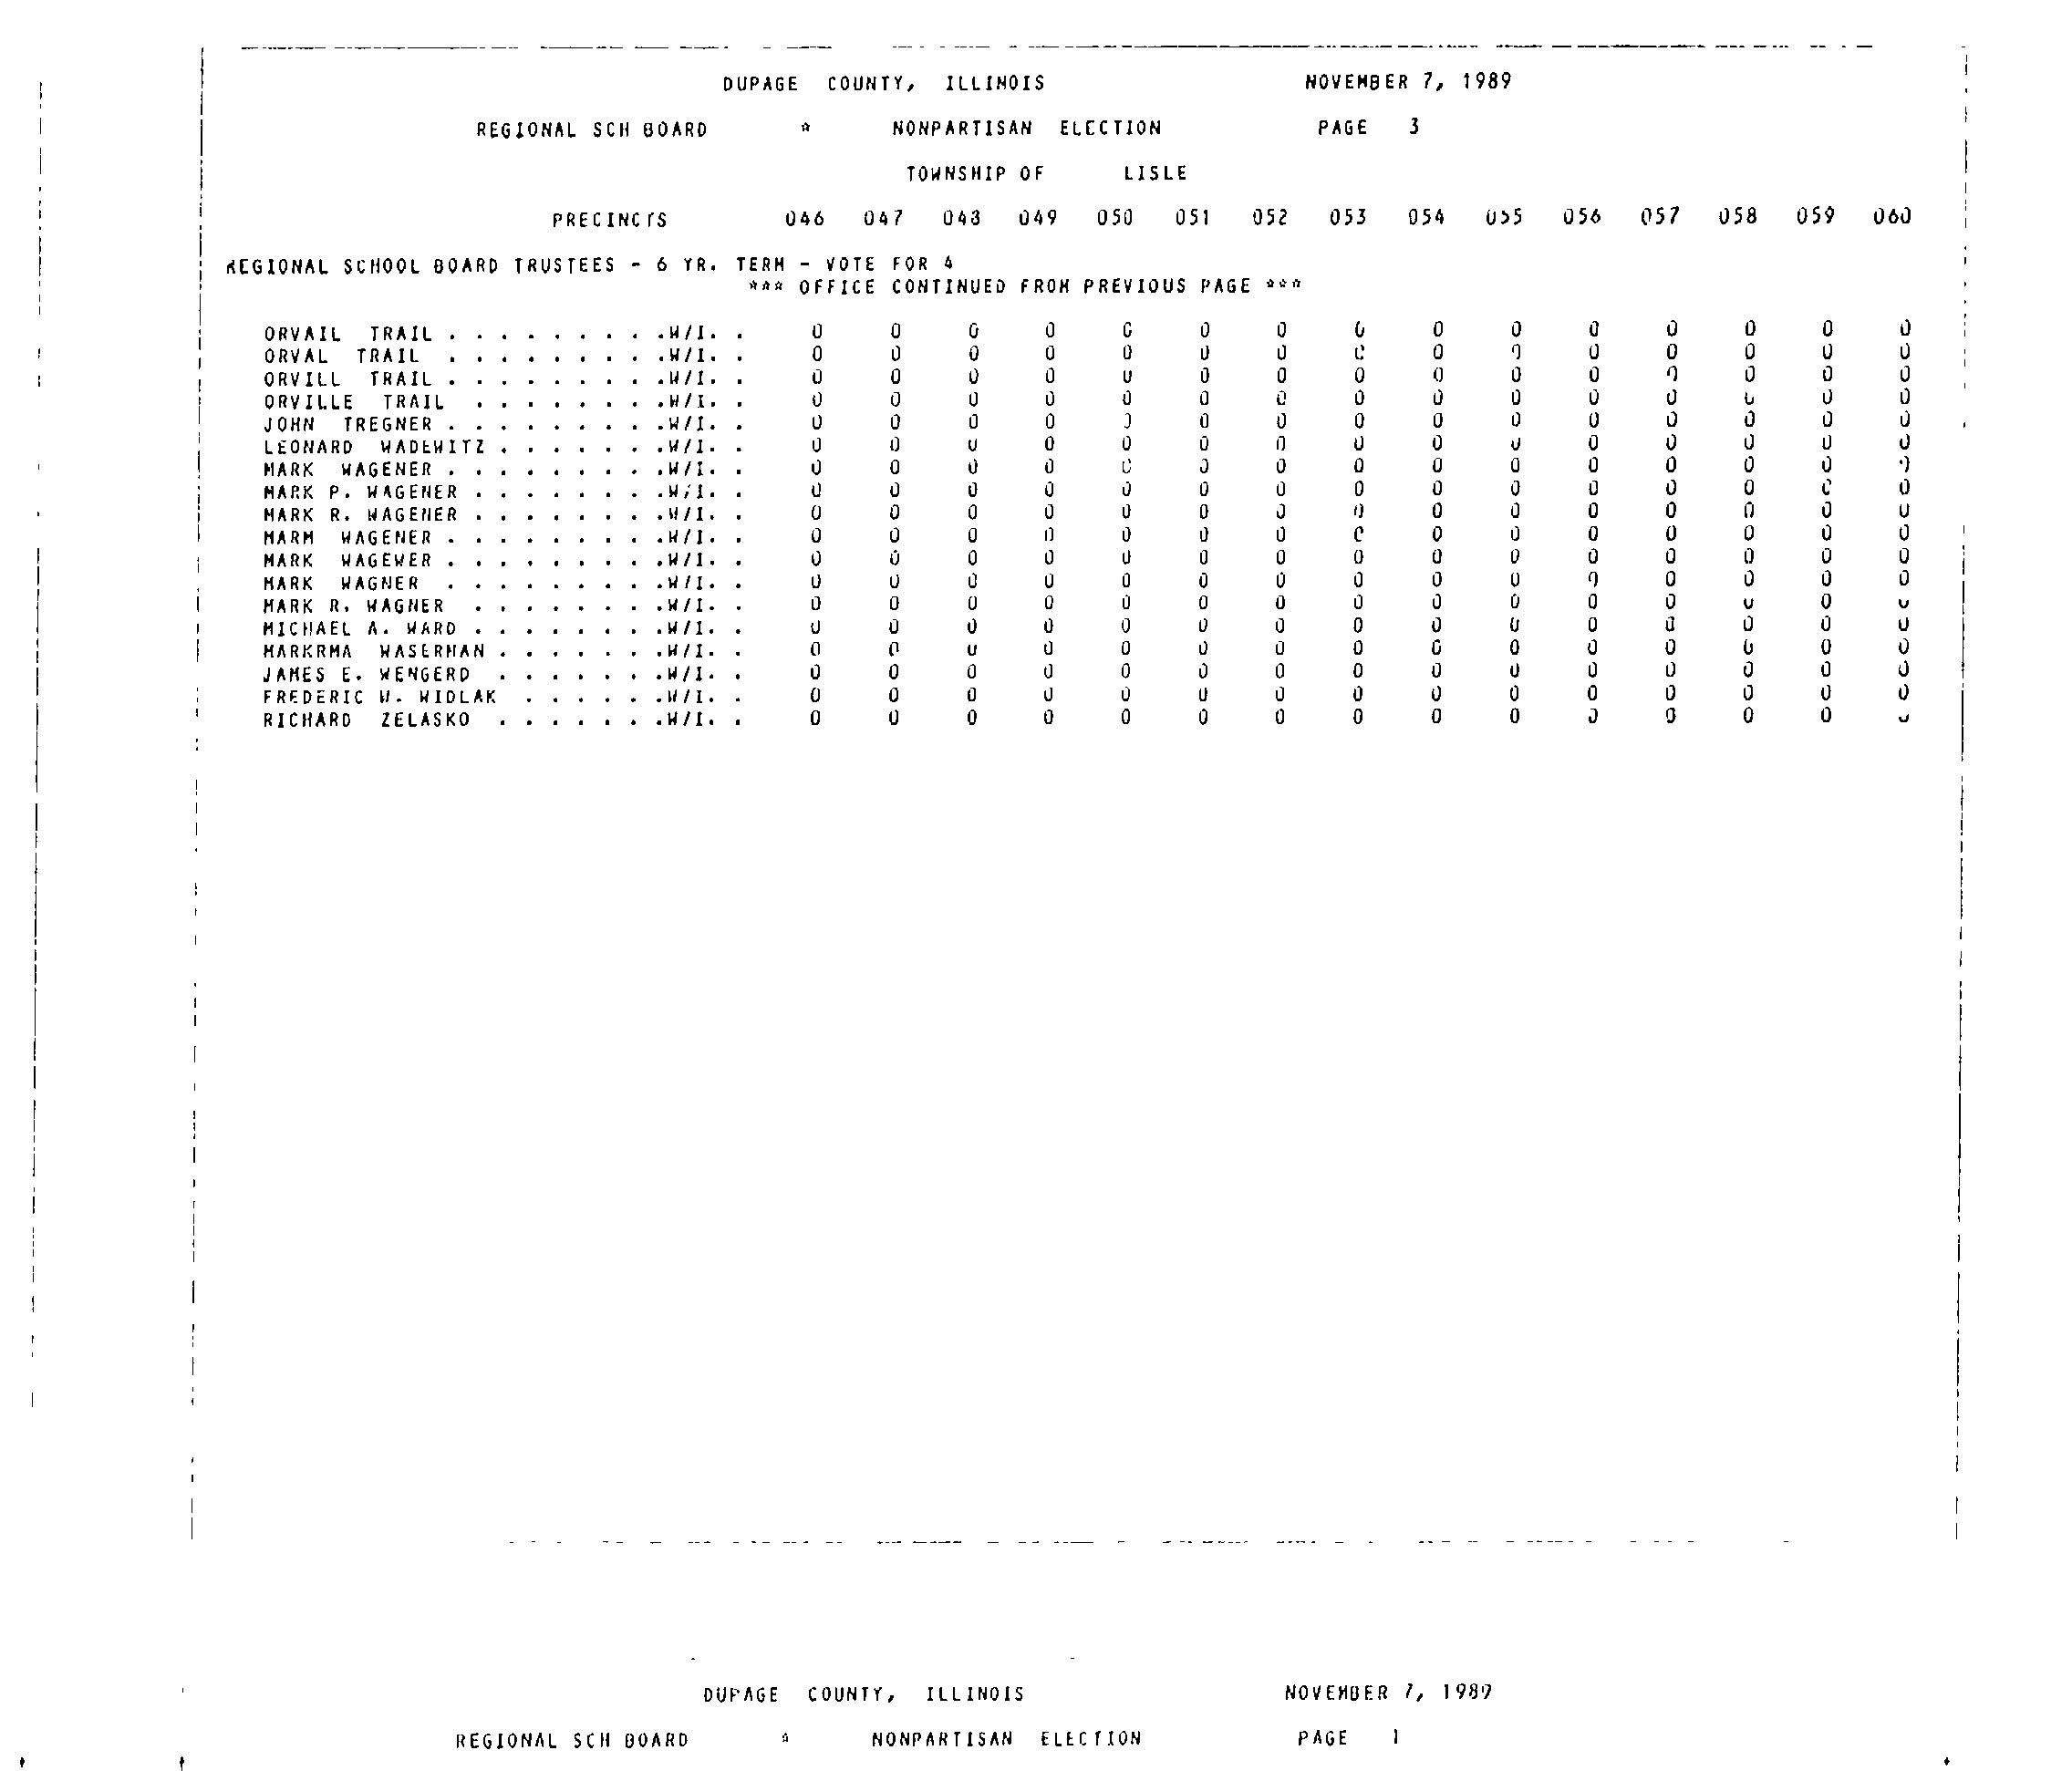 DUPAGE COUNTY, ILLINOIS NOVEMBER 7, 1989
REGIONAL SCH BOARD * NONPARTISAN ELECTION PAGE 3
TOWNSHIP OF LISLE
PRECINCTS 046 047 048 049 050 051 052 053 054 055 056 057 058 059 060
REGIONAL SCHOOL BOARD TRUSTEES - 6 YR. TERM - VOTE FOR 4
*** OFFICE CONTINUED FROM PREVIOUS PAGE ***
ORVAIL TRAIL . . . . . . . . .W/I. . 0 0 0 0 0 0 0 0 0 0 0 0 0 0 0
ORVAL TRAIL . . . . . . . . .W/I. . 0 0 0 0 0 0 0 0 0 0 0 0 0 0 0
ORVILL TRAIL . . . . . . . . .W/I. . 0 0 0 0 0 0 0 0 0 0 0 0 0 0 0
ORVILLE TRAIL . . . . . . . .W/I. . 0 0 0 0 0 0 0 0 0 0 0 0 0 0 0
JOHN TREGNER . . . . . . . . .W/I. . 0 0 0 0 0 0 0 0 0 0 0 0 0 0 0
LEONARD WADEWITZ . . . . . . .W/I. . 0 0 0 0 0 0 0 0 0 0 0 0 0 0 0
MARK WAGENER . . . . . . . . .W/I. . 0 0 0 0 0 0 0 0 0 0 0 0 0 0 0
MARK P. WAGENER . . . . . . . .W/I. . 0 0 0 0 0 0 0 0 0 0 0 0 0 0 0
MARK R. WAGENER . . . . . . . .W/I. . 0 0 0 0 0 0 0 0 0 0 0 0 0 0 0
MARM WAGENER . . . . . . . . .W/I. . 0 0 0 0 0 0 0 0 0 0 0 0 0 0 0
MARK WAGEWER . . . . . . . . .W/I. . 0 0 0 0 0 0 0 0 0 0 0 0 0 0 0
MARK WAGNER . . . . . . . . .W/I. . 0 0 0 0 0 0 0 0 0 0 0 0 0 0 0
MARK R. WAGNER . . . . . . . .W/I. . 0 0 0 0 0 0 0 0 0 0 0 0 0 0 0
MICHAEL A. WARD . . . . . . . .W/I. . 0 0 0 0 0 0 0 0 0 0 0 0 0 0 0
MARKRMA WASERMAN . . . . . . .W/I. . 0 0 0 0 0 0 0 0 0 0 0 0 0 0 0
JAMES E. WENGERD . . . . . . .W/I. . 0 0 0 0 0 0 0 0 0 0 0 0 0 0 0
FREDERIC W. WIDLAK . . . . . .W/I. . 0 0 0 0 0 0 0 0 0 0 0 0 0 0 0
RICHARD ZELASKO . . . . . . .W/I. . 0 0 0 0 0 0 0 0 0 0 0 0 0 0 0
DUPAGE COUNTY, ILLINOIS NOVEMBER 7, 1989
REGIONAL SCH BOARD * NONPARTISAN ELECTION PAGE 1